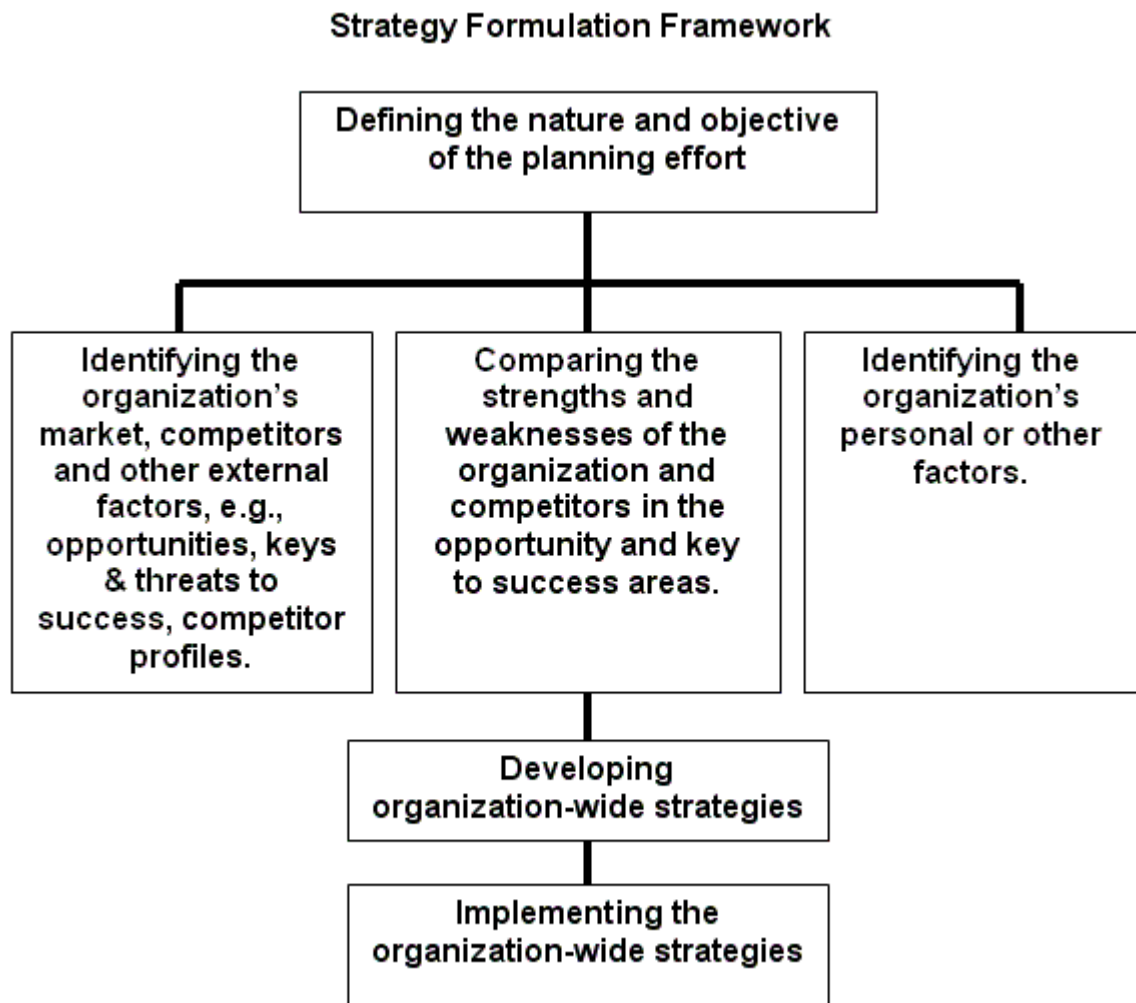 Strategy Formulation Framework
Defining the nature and objective
of the planning effort
Identifying the
organization's
market, competitors
and other external
factors, e.g.,
opportunities, keys
& threats to
success, competitor
profiles.
Comparing the
strengths and
weaknesses of the
organization and
competitors in the
opportunity and key
to success areas.
Identifying the
organization's
personal or other
factors.
Developing
organization-wide strategies
Implementing the
organization-wide strategies